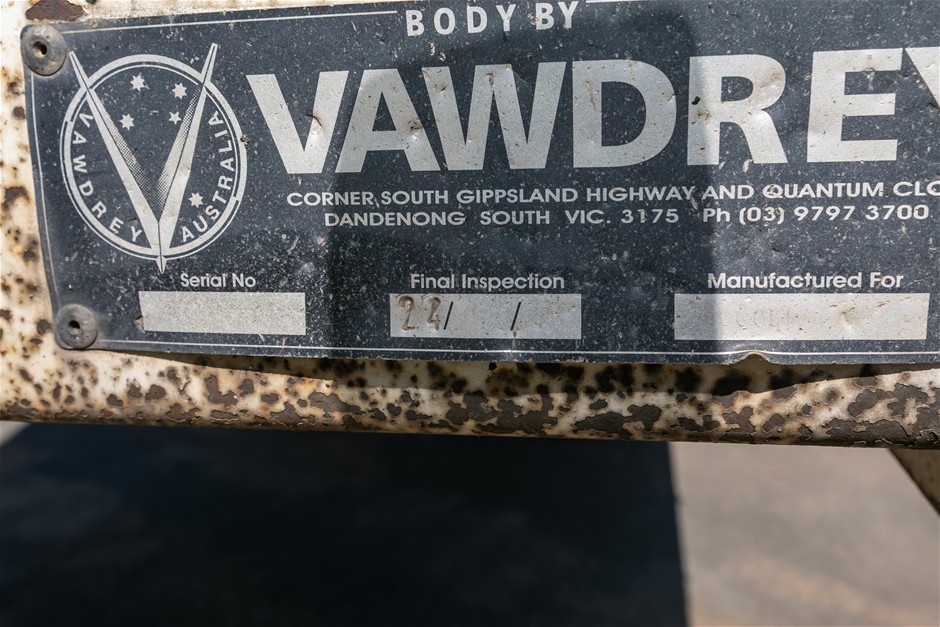 BODY BY
VAWDREY
VAWDREY AUSTRALIA
CORNER SOUTH GIPPSLAND HIGHWAY AND QUANTUM CLO
DANDENONG SOUTH VIC. 3175 Ph (03) 9797 3700
Serial No Final Inspection Manufactured For
22/ /